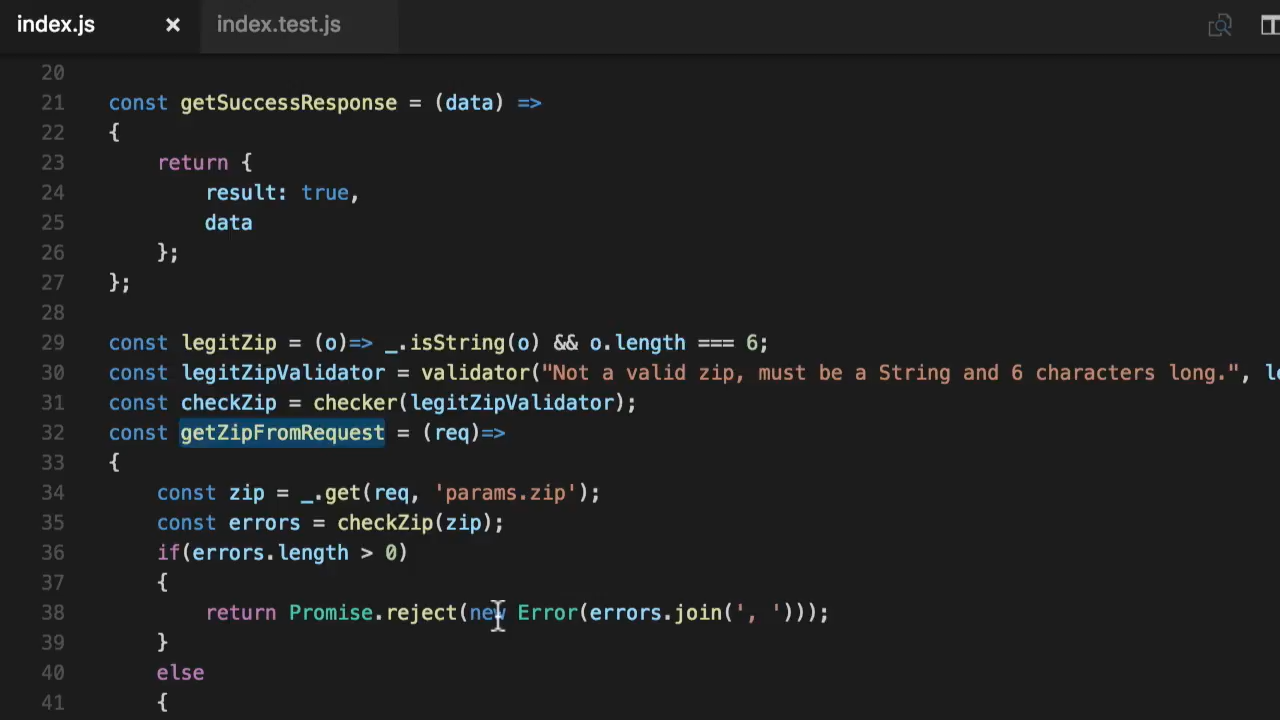 index.js × index.test.js
20
21 const getSuccessResponse = (data) =>
22 {
23 return {
24 result: true,
25 data
26 };
27 };
28
29 const legitZip = (o)=> _.isString(o) && o.length === 6;
30 const legitZipValidator = validator("Not a valid zip, must be a String and 6 characters long.", le
31 const checkZip = checker(legitZipValidator);
32 const getZipFromRequest = (req)=>
33 {
34 const zip = _.get(req, 'params.zip');
35 const errors = checkZip(zip);
36 if(errors.length > 0)
37 {
38 return Promise.reject(new Error(errors.join(', ')));
39 }
40 else
41 {